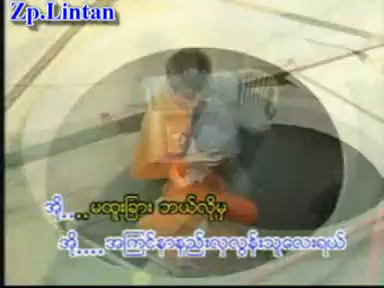 Zp.Lintan
အို....မထူးခြား ဘယ်လိုမှ
အို....အကြင်နာနည်းလှလွန်းသူလေးရယ်